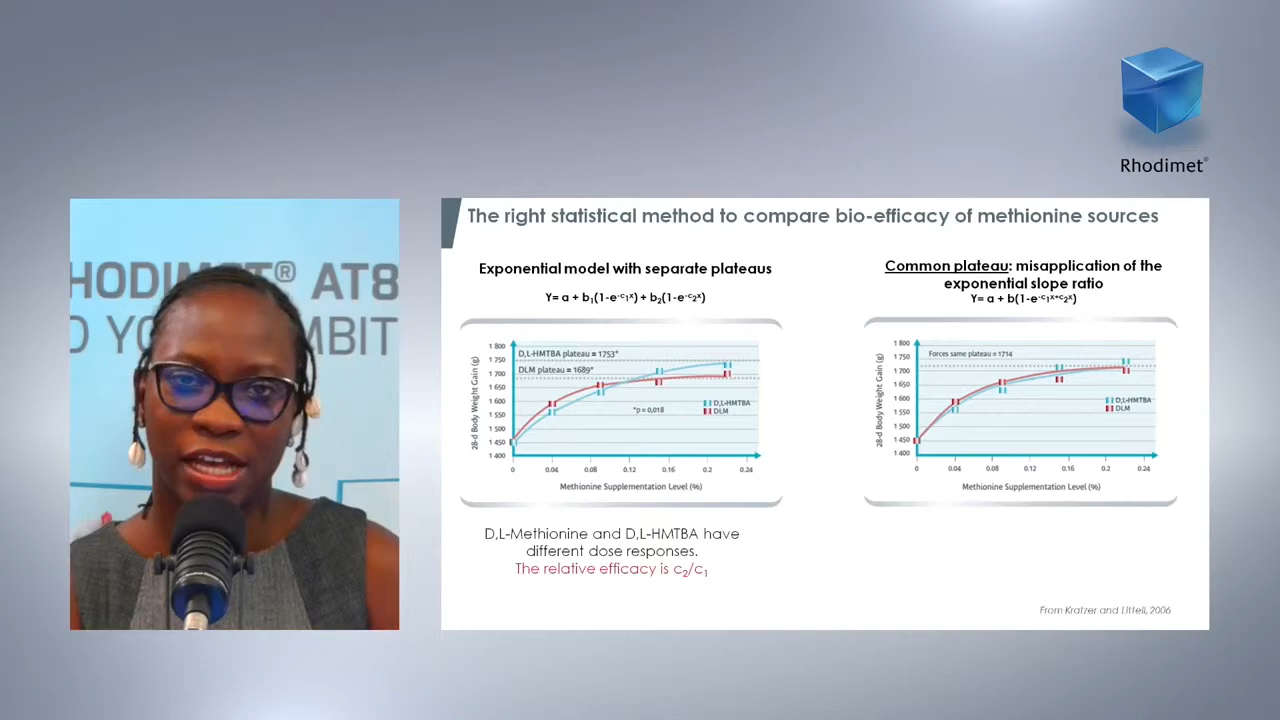 Rhodimet®
HODIMET® AT8
O YO MBIT
The right statistical method to compare bio-efficacy of methionine sources
Exponential model with separate plateaus
Y= a + b₁(1-e⁻ᶜ₁ˣ) + b₂(1-e⁻ᶜ₂ˣ)
1 800
1 750
1 700
1 650
1 600
1 550
1 500
1 450
1 400
28-d Body Weight Gain (g)
D,L-HMTBA plateau = 1753*
DLM plateau = 1689*
*p = 0,018
D,L-HMTBA
DLM
0 0.04 0.08 0.12 0.16 0.2 0.24
Methionine Supplementation Level (%)
D,L-Methionine and D,L-HMTBA have
different dose responses.
The relative efficacy is c₂/c₁
Common plateau: misapplication of the
exponential slope ratio
Y= a + b(1-e⁻ᶜ₁ˣ⁺ᶜ₂ˣ)
1 800
1 750
1 700
1 650
1 600
1 550
1 500
1 450
1 400
28-d Body Weight Gain (g)
Forces same plateau = 1714
D,L-HMTBA
DLM
0 0.04 0.08 0.12 0.16 0.2 0.24
Methionine Supplementation Level (%)
From Kratzer and Littell, 2006